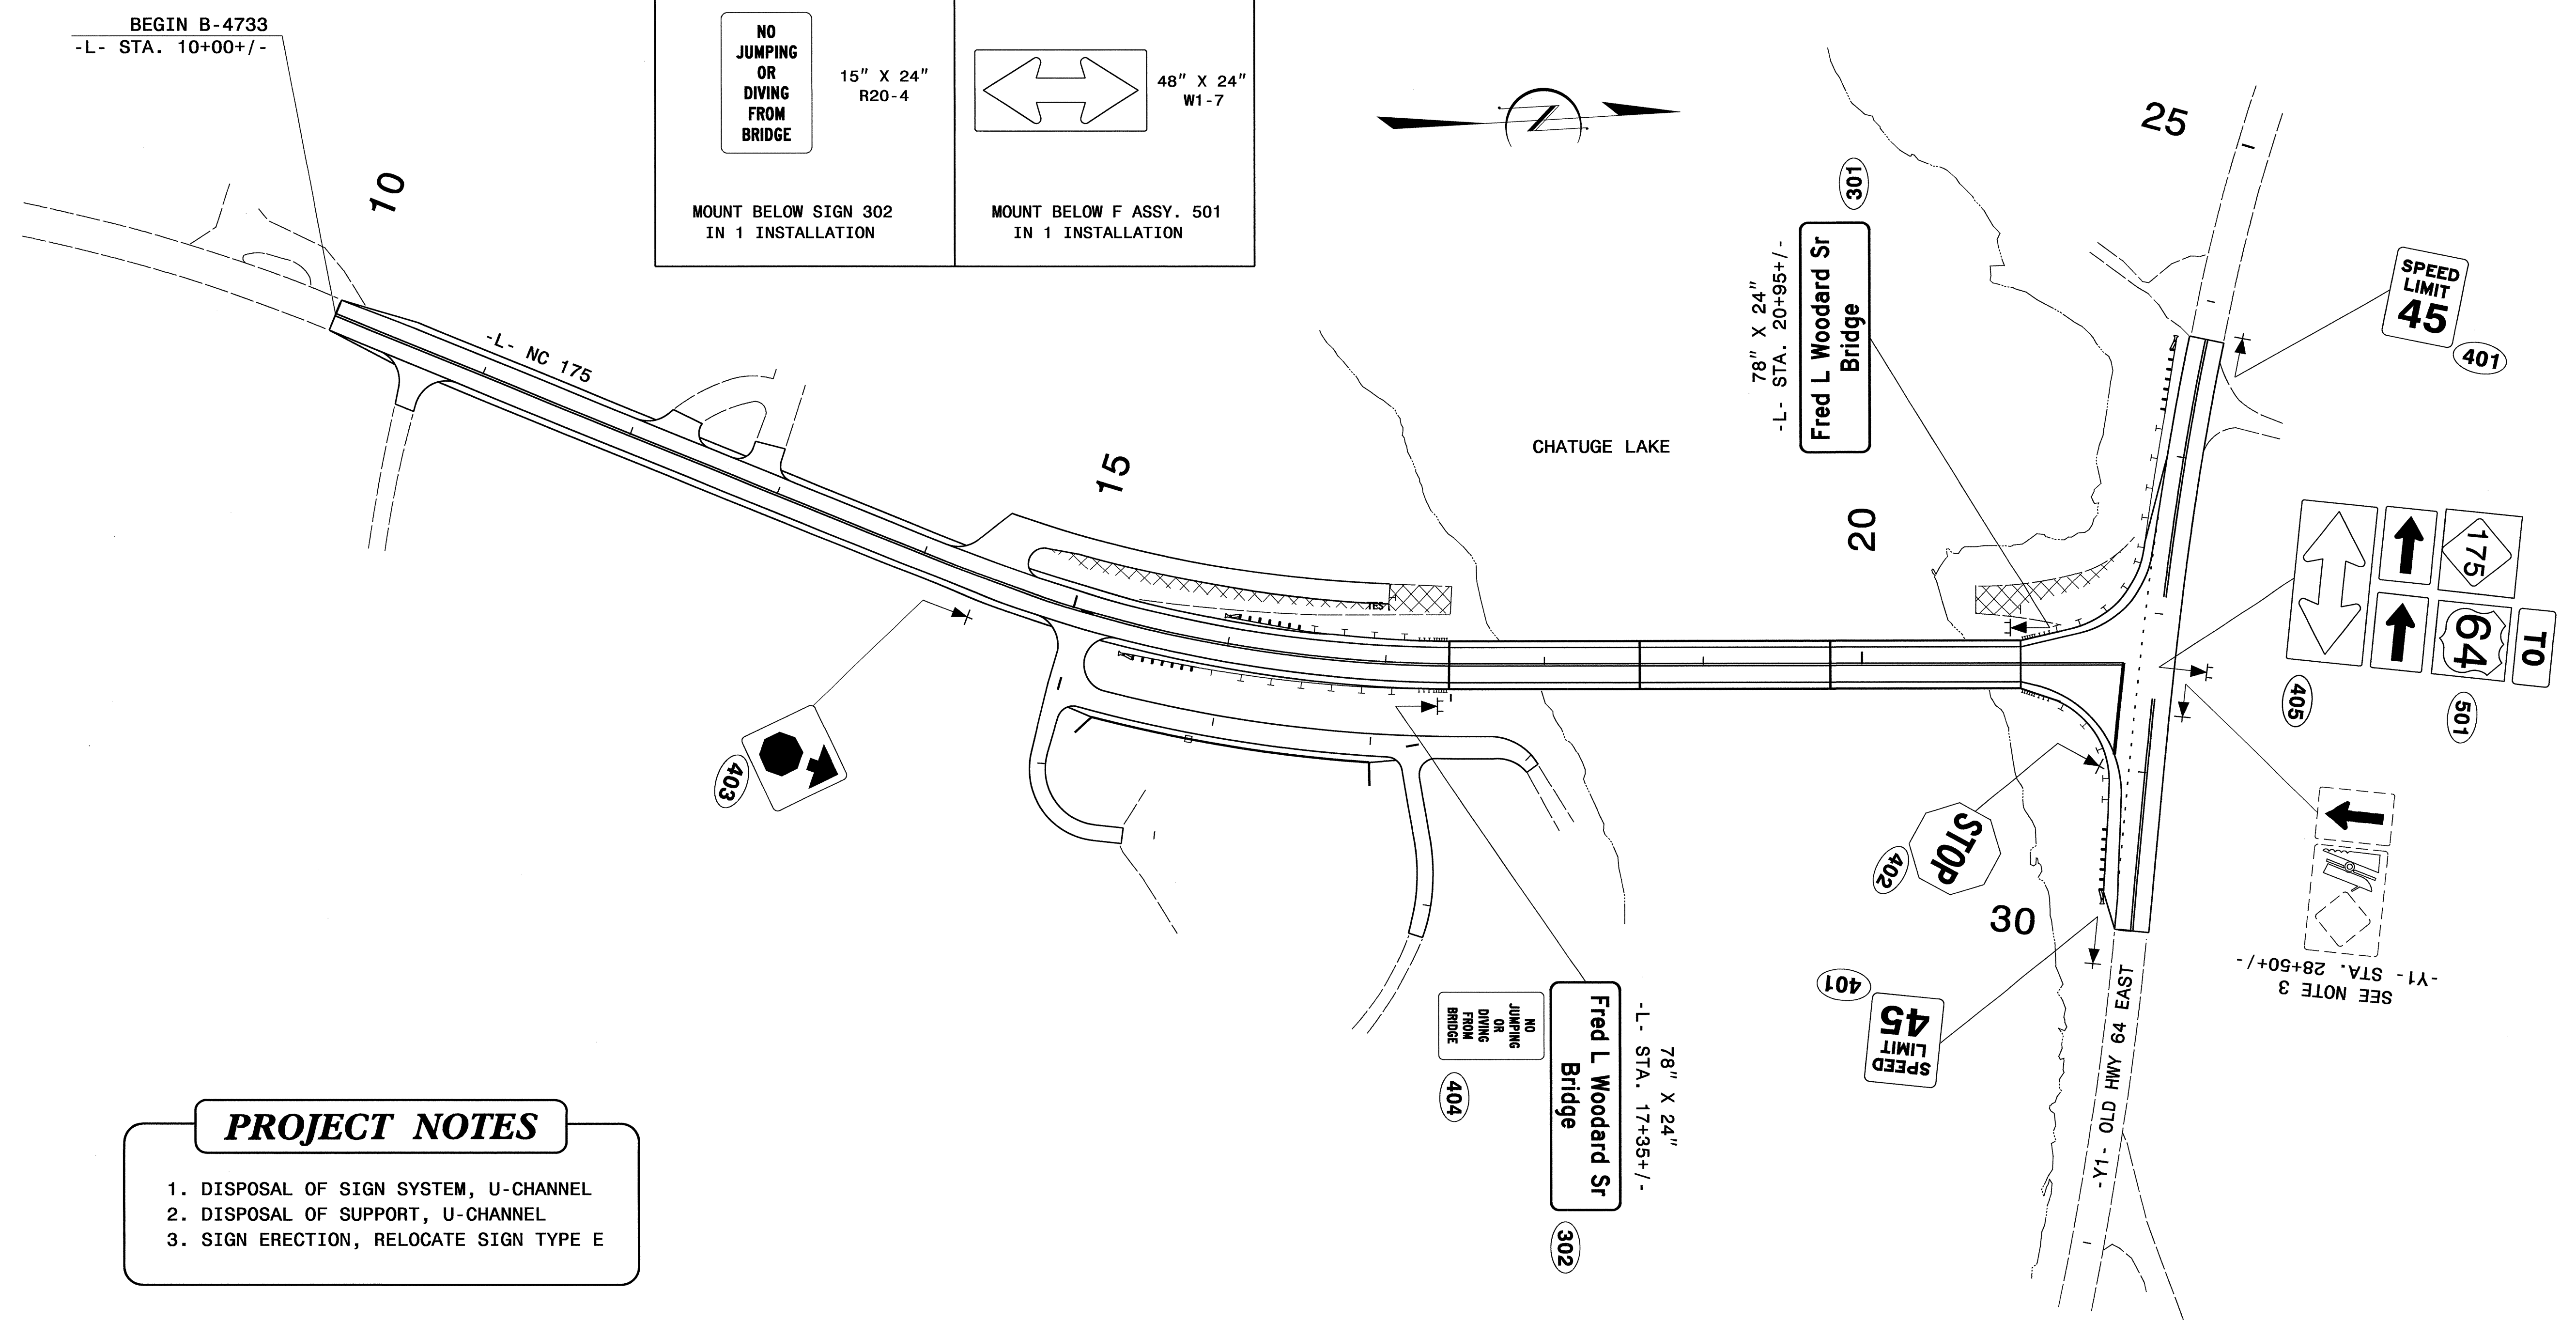 BEGIN B-4733
-L- STA. 10+00+/-
NO
JUMPING
OR
DIVING
FROM
BRIDGE
15" X 24"
R20-4
MOUNT BELOW SIGN 302
IN 1 INSTALLATION
48" X 24"
W1-7
MOUNT BELOW F ASSY. 501
IN 1 INSTALLATION
10
-L- NC 175
15
CHATUGE LAKE
20
25
30
301
Fred L Woodard Sr
Bridge
78" X 24"
-L- STA. 20+95+/-
SPEED
LIMIT
45
401
175
TO
64
405
501
TES
403
STOP
402
SEE NOTE 3
-Y1- STA. 28+50+/-
401
SPEED
LIMIT
45
-Y1- OLD HWY 64 EAST
78" X 24"
-L- STA. 17+35+/-
Fred L Woodard Sr
Bridge
302
NO
JUMPING
OR
DIVING
FROM
BRIDGE
404
PROJECT NOTES
1. DISPOSAL OF SIGN SYSTEM, U-CHANNEL
2. DISPOSAL OF SUPPORT, U-CHANNEL
3. SIGN ERECTION, RELOCATE SIGN TYPE E